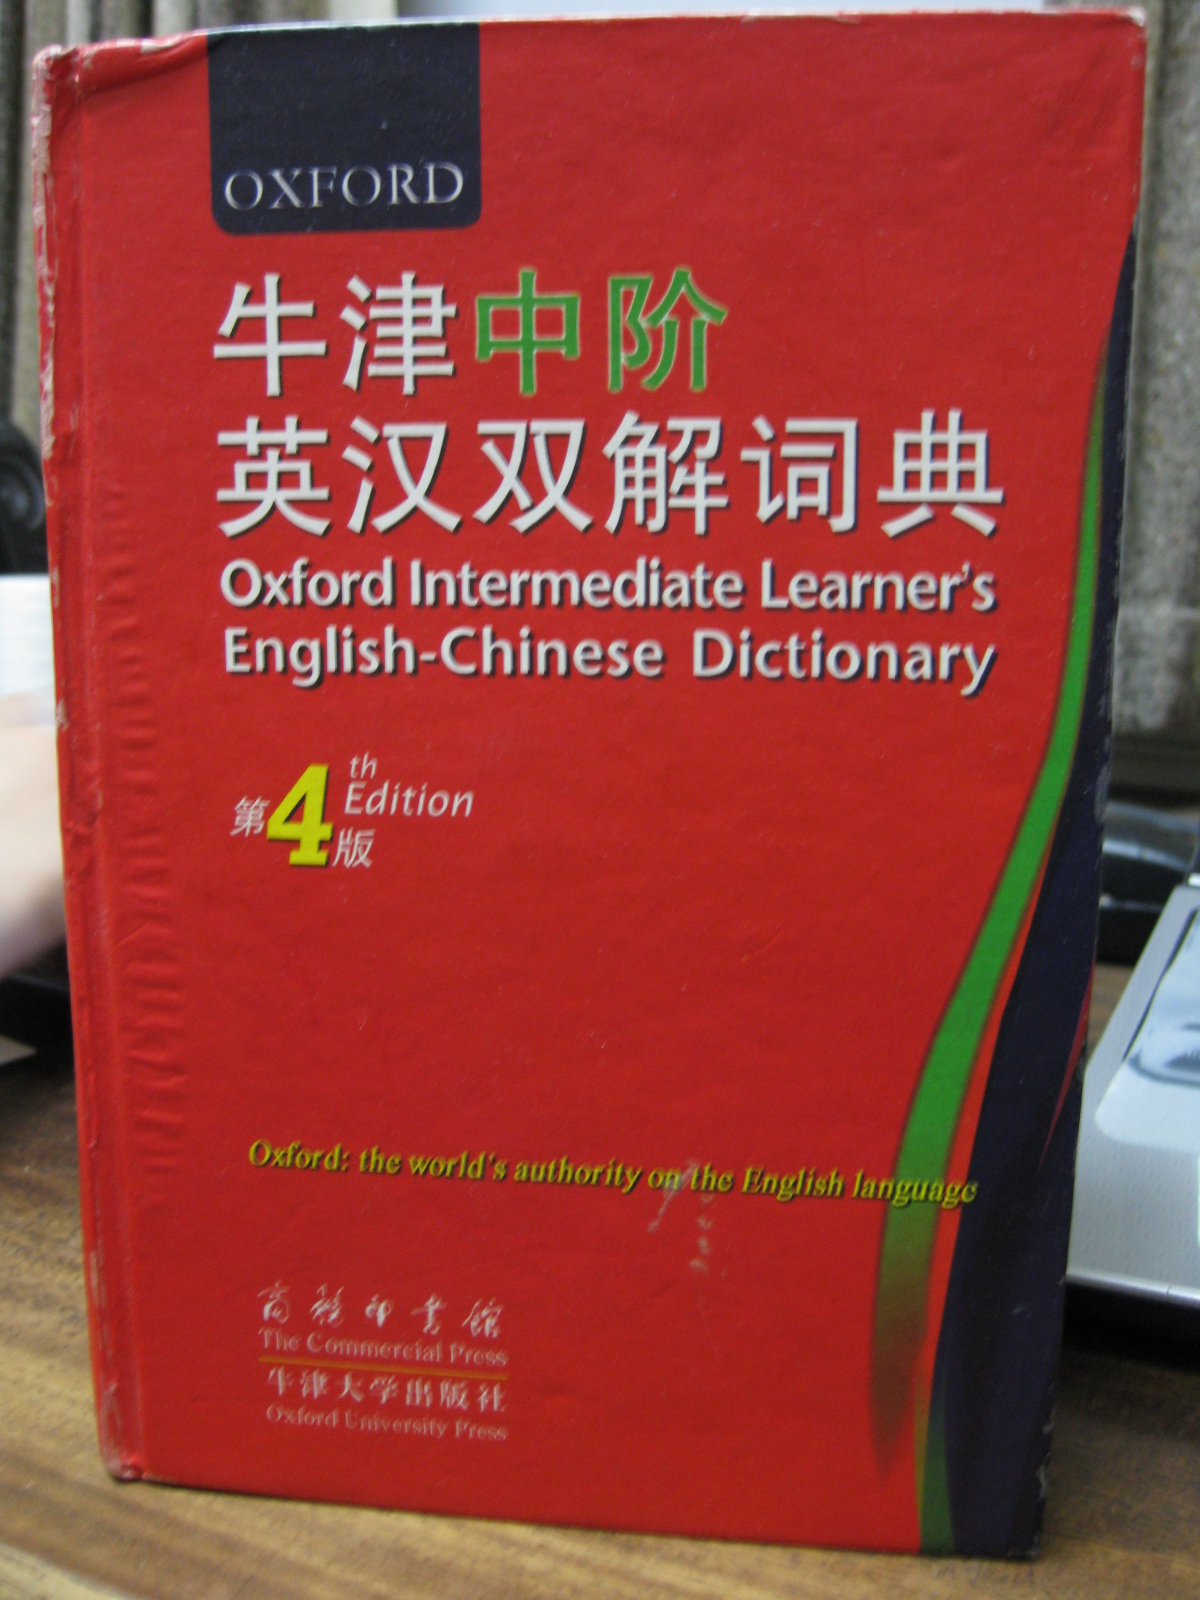 OXFORD
牛津中阶
英汉双解词典
Oxford Intermediate Learner's
English-Chinese Dictionary
第4版
th
Edition
Oxford: the world's authority on the English language
商务印书馆
The Commercial Press
牛津大学出版社
Oxford University Press